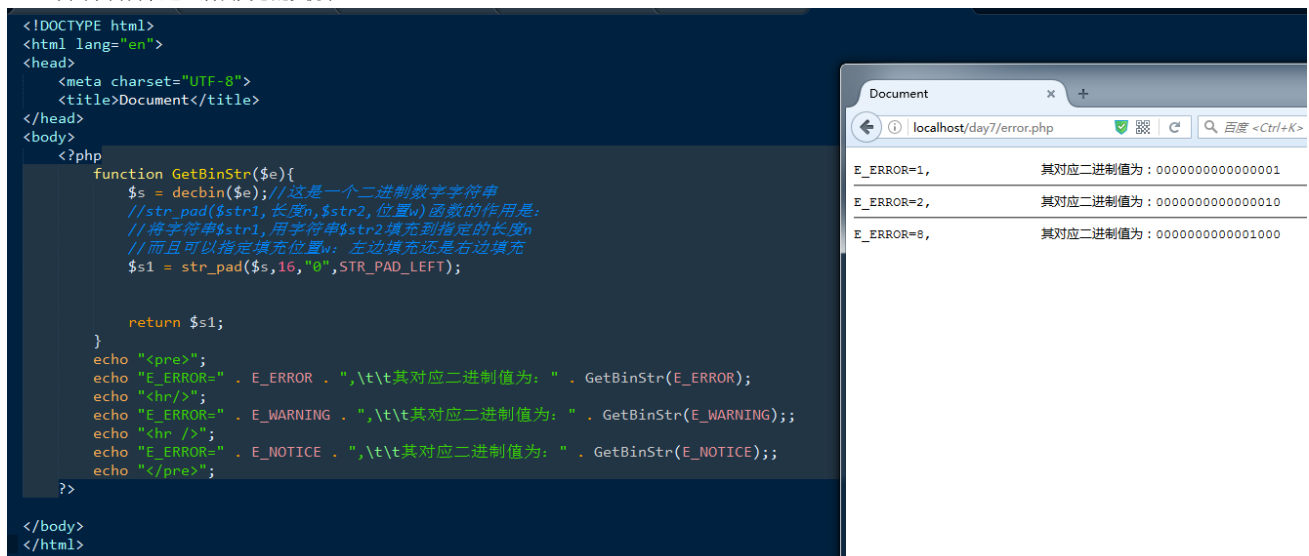 <!DOCTYPE html>
<html lang="en">
<head>
    <meta charset="UTF-8">
    <title>Document</title>
</head>
<body>
    <?php
        function GetBinStr($e){
            $s = decbin($e);//这是一个二进制数字字符串
            //str_pad($str1,长度n,$str2,位置w)函数的作用是:
            //将字符串$str1,用字符串$str2填充到指定的长度n
            //而且可以指定填充位置w: 左边填充还是右边填充
            $s1 = str_pad($s,16,"0",STR_PAD_LEFT);
            return $s1;
        }
        echo "<pre>";
        echo "E_ERROR=" . E_ERROR . ",\t\t其对应二进制值为: " . GetBinStr(E_ERROR);
        echo "<hr/>";
        echo "E_ERROR=" . E_WARNING . ",\t\t其对应二进制值为: " . GetBinStr(E_WARNING);;
        echo "<hr />";
        echo "E_ERROR=" . E_NOTICE . ",\t\t其对应二进制值为: " . GetBinStr(E_NOTICE);;
        echo "</pre>";
    ?>
</body>
</html>
Document × +
localhost/day7/error.php 百度 <Ctrl+K>
E_ERROR=1, 其对应二进制值为：0000000000000001
E_ERROR=2, 其对应二进制值为：0000000000000010
E_ERROR=8, 其对应二进制值为：0000000000001000